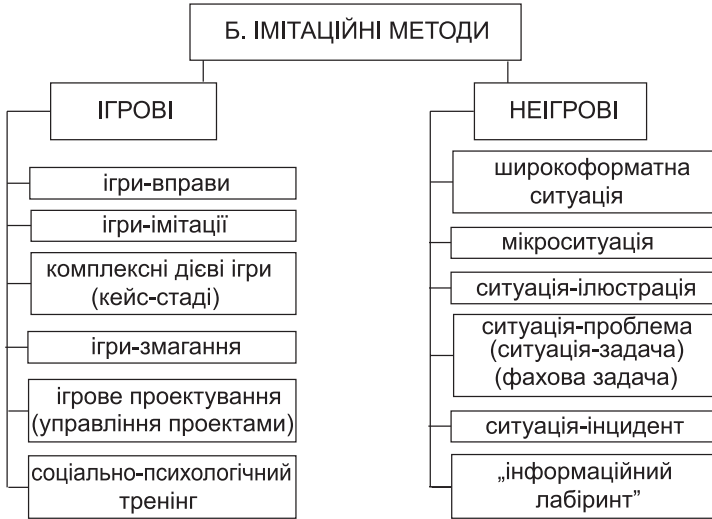 Б. ІМІТАЦІЙНІ МЕТОДИ
ІГРОВІ
ігри-вправи
ігри-імітації
комплексні дієві ігри
(кейс-стаді)
ігри-змагання
ігрове проектування
(управління проектами)
соціально-психологічний
тренінг
НЕІГРОВІ
широкоформатна
ситуація
мікроситуація
ситуація-ілюстрація
ситуація-проблема
(ситуація-задача)
(фахова задача)
ситуація-інцидент
„інформаційний
лабіринт”